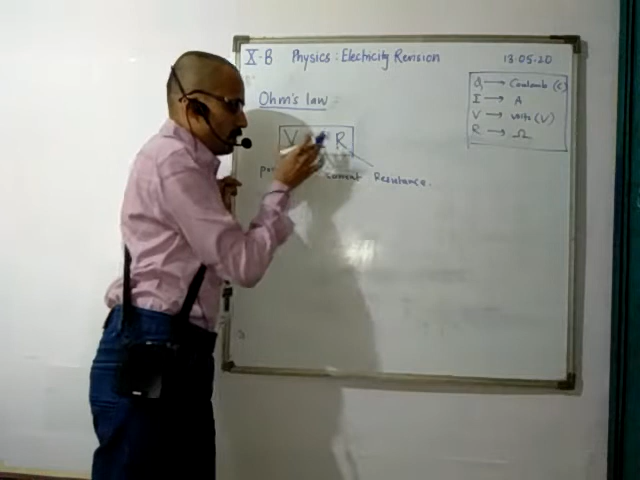 X-B Physics : Electricity Revision 13.05.20
Q → Coulomb (C)
I → A
V → volts (V)
R → Ω
Ohm's law :
V R
current Resistance.